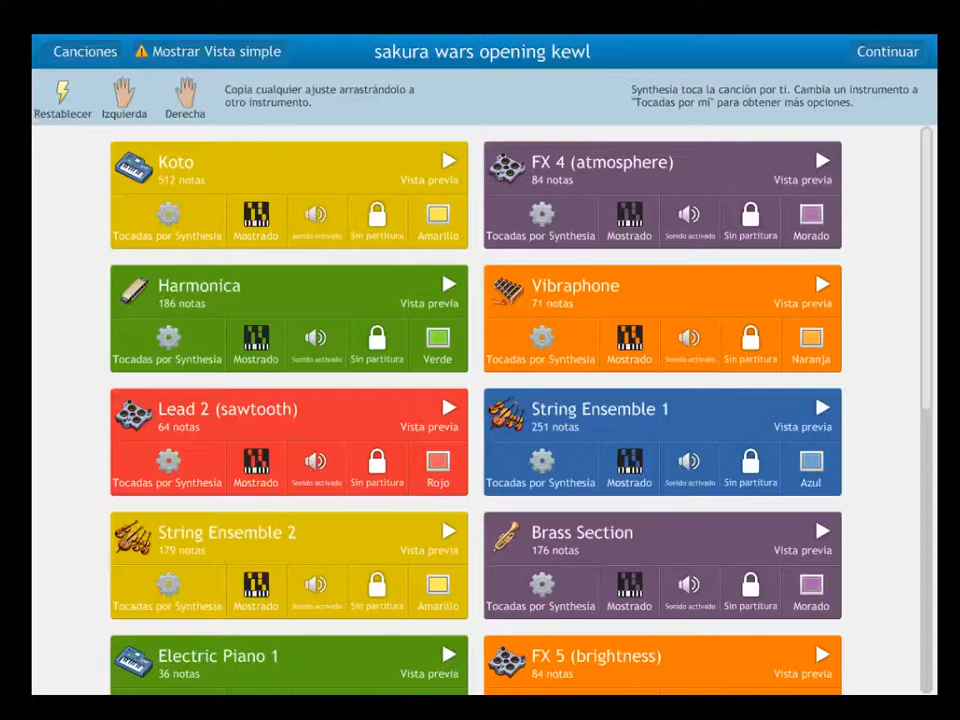 Canciones
Mostrar Vista simple
sakura wars opening kewl
Continuar
Restablecer
Izquierda
Derecha
Copia cualquier ajuste arrastrándolo a
otro instrumento.
Synthesia toca la canción por ti. Cambia un instrumento a
"Tocadas por mí" para obtener más opciones.
Koto
512 notas
Vista previa
Tocadas por Synthesia
Mostrado
Sonido activado
Sin partitura
Amarillo
FX 4 (atmosphere)
84 notas
Vista previa
Tocadas por Synthesia
Mostrado
Sonido activado
Sin partitura
Morado
Harmonica
186 notas
Vista previa
Tocadas por Synthesia
Mostrado
Sonido activado
Sin partitura
Verde
Vibraphone
71 notas
Vista previa
Tocadas por Synthesia
Mostrado
Sonido activado
Sin partitura
Naranja
Lead 2 (sawtooth)
64 notas
Vista previa
Tocadas por Synthesia
Mostrado
Sonido activado
Sin partitura
Rojo
String Ensemble 1
251 notas
Vista previa
Tocadas por Synthesia
Mostrado
Sonido activado
Sin partitura
Azul
String Ensemble 2
179 notas
Vista previa
Tocadas por Synthesia
Mostrado
Sonido activado
Sin partitura
Amarillo
Brass Section
176 notas
Vista previa
Tocadas por Synthesia
Mostrado
Sonido activado
Sin partitura
Morado
Electric Piano 1
36 notas
Vista previa
FX 5 (brightness)
84 notas
Vista previa